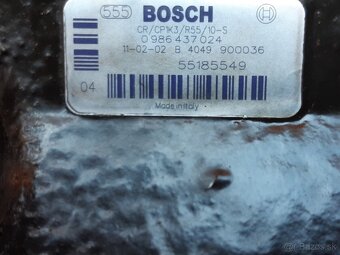 555 BOSCH
CR/CP1K3/R55/10-S
0 986 437 024
11-02-02 B 4049 900036
55185549
04
Made in Italy
bazos.sk